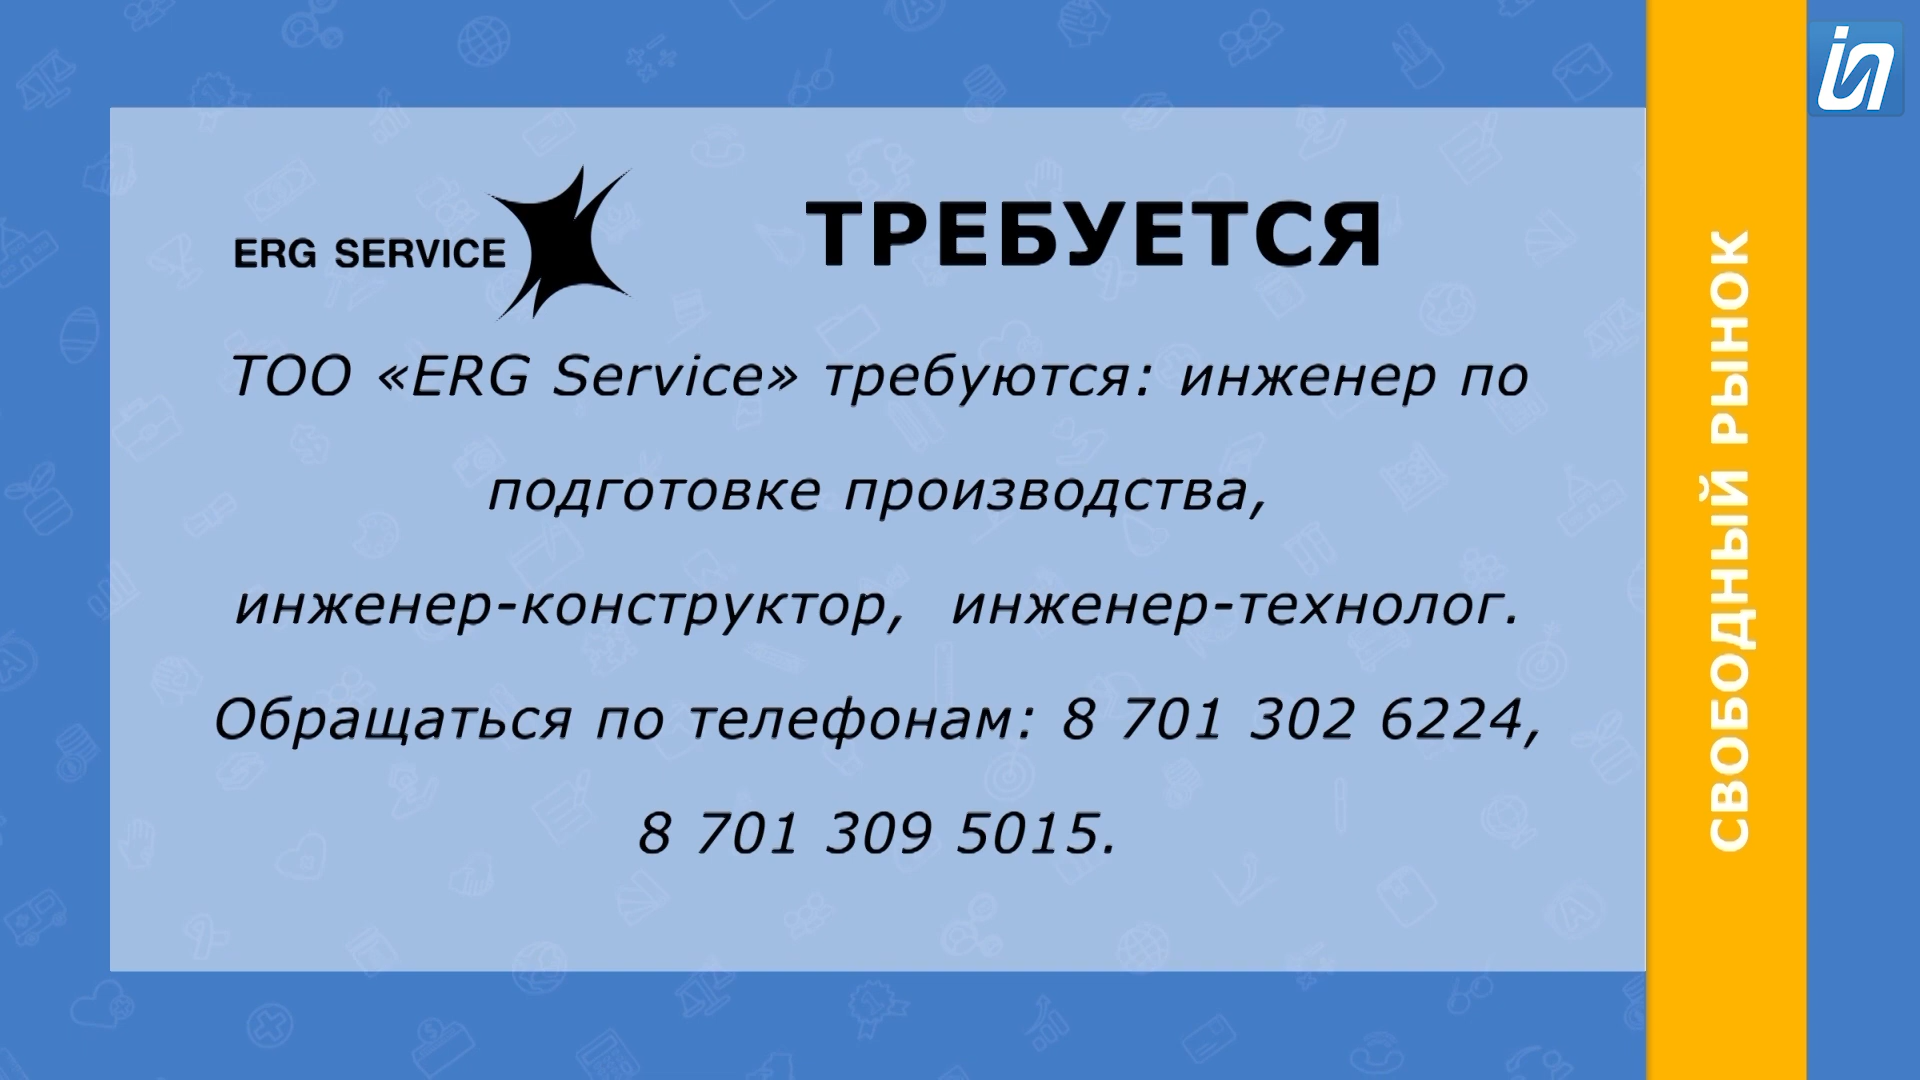 ERG SERVICE
ТРЕБУЕТСЯ
ТОО «ERG Service» требуются: инженер по
подготовке производства,
инженер-конструктор, инженер-технолог.
Обращаться по телефонам: 8 701 302 6224,
8 701 309 5015.
СВОБОДНЫЙ РЫНОК